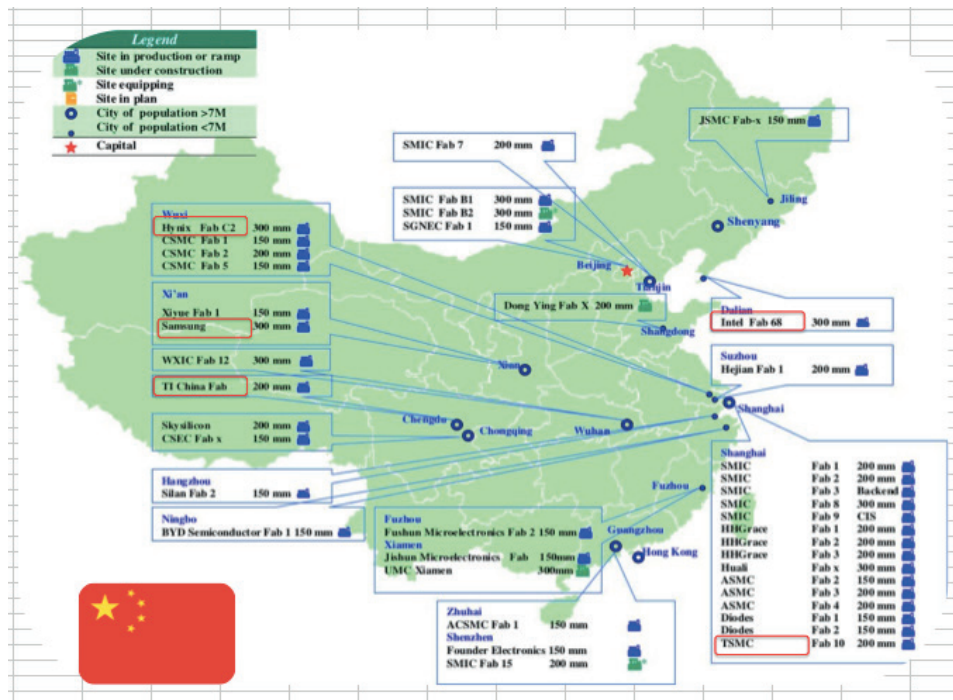 Legend
Site in production or ramp
Site under construction
Site equipping
Site in plan
City of population >7M
City of population <7M
Capital
JSMC Fab-x 150 mm
Jiling
Shenyang
SMIC Fab 7 200 mm
SMIC Fab B1 300 mm
SMIC Fab B2 300 mm
SGNEC Fab 1 150 mm
Beijing
Tianjin
Dong Ying Fab X 200 mm
Shangdong
Dalian
Intel Fab 68 300 mm
Wuxi
Hynix Fab C2 300 mm
CSMC Fab 1 150 mm
CSMC Fab 2 200 mm
CSMC Fab 5 150 mm
Xi'an
Xiyue Fab 1 150 mm
Samsung 300 mm
Xian
WXIC Fab 12 300 mm
TI China Fab 200 mm
Skysilicon 200 mm
CSEC Fab x 150 mm
Chengdu
Chongqing
Wuhan
Suzhou
Hejian Fab 1 200 mm
Shanghai
Hangzhou
Silan Fab 2 150 mm
Ningbo
BYD Semiconductor Fab 1 150 mm
Fuzhou
Fuzhou
Fushun Microelectronics Fab 2 150 mm
Xiamen
Jishun Microelectronics Fab 150mm
UMC Xiamen 300mm
Guangzhou
Hong Kong
Zhuhai
ACSMC Fab 1 150 mm
Shenzhen
Founder Electronics 150 mm
SMIC Fab 15 200 mm
Shanghai
SMIC Fab 1 200 mm
SMIC Fab 2 200 mm
SMIC Fab 3 Backend
SMIC Fab 8 300 mm
SMIC Fab 9 CIS
HHGrace Fab 1 200 mm
HHGrace Fab 2 200 mm
HHGrace Fab 3 200 mm
Huali Fab x 300 mm
ASMC Fab 2 150 mm
ASMC Fab 3 200 mm
ASMC Fab 4 200 mm
Diodes Fab 1 150 mm
Diodes Fab 2 150 mm
TSMC Fab 10 200 mm